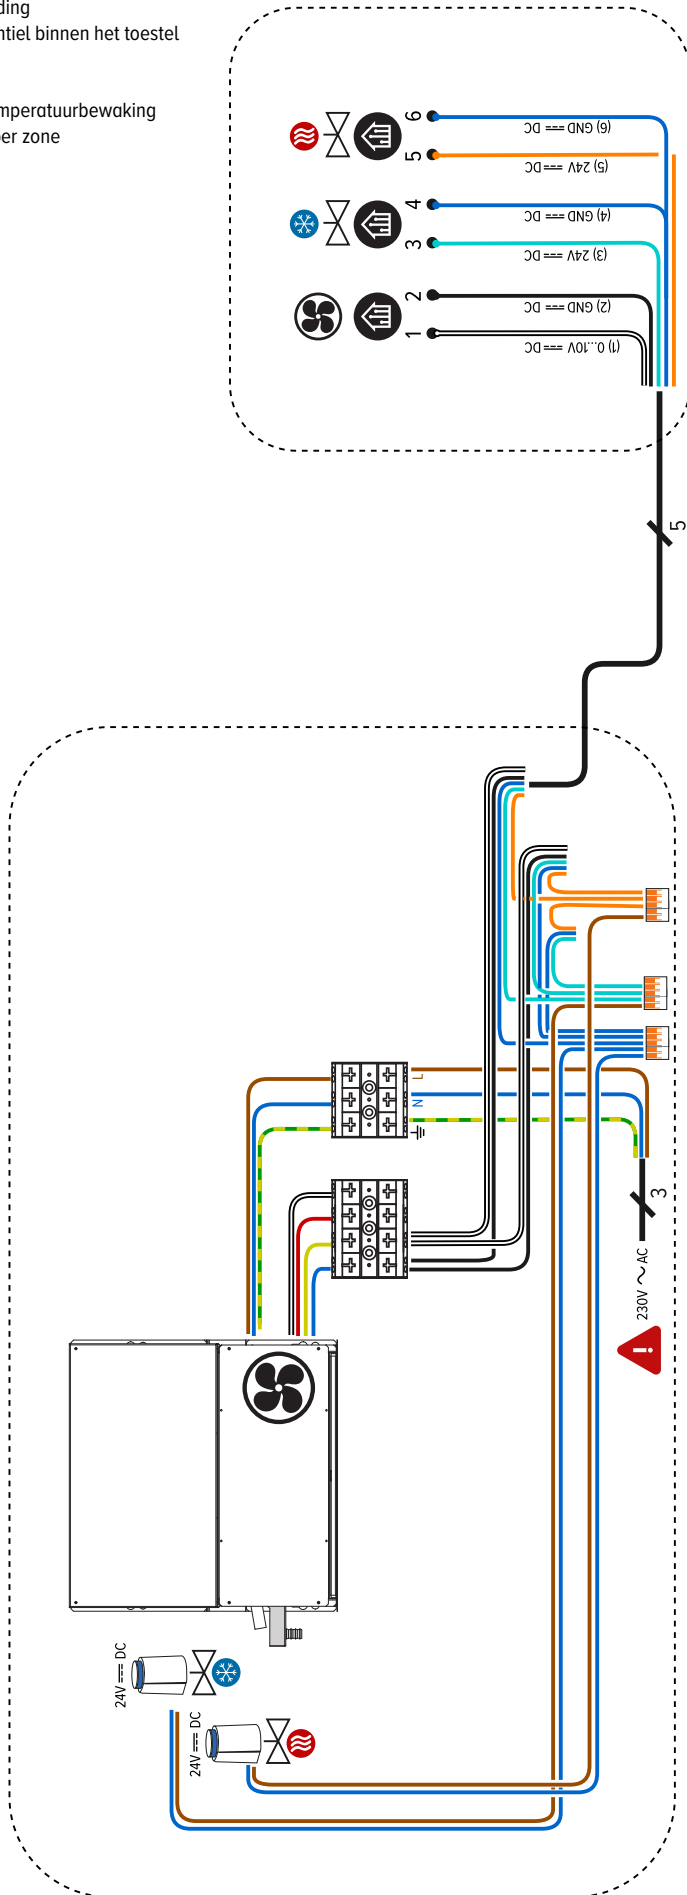 ding
ntiel binnen het toestel
mperatuurbewaking
per zone
6
(6) GND DC
5
(5) 24V DC
4
(4) GND DC
3
(3) 24V DC
2
(2) GND DC
1
(1) 0...10V DC
5
L
N
3
230V ~ AC
24V DC
24V DC